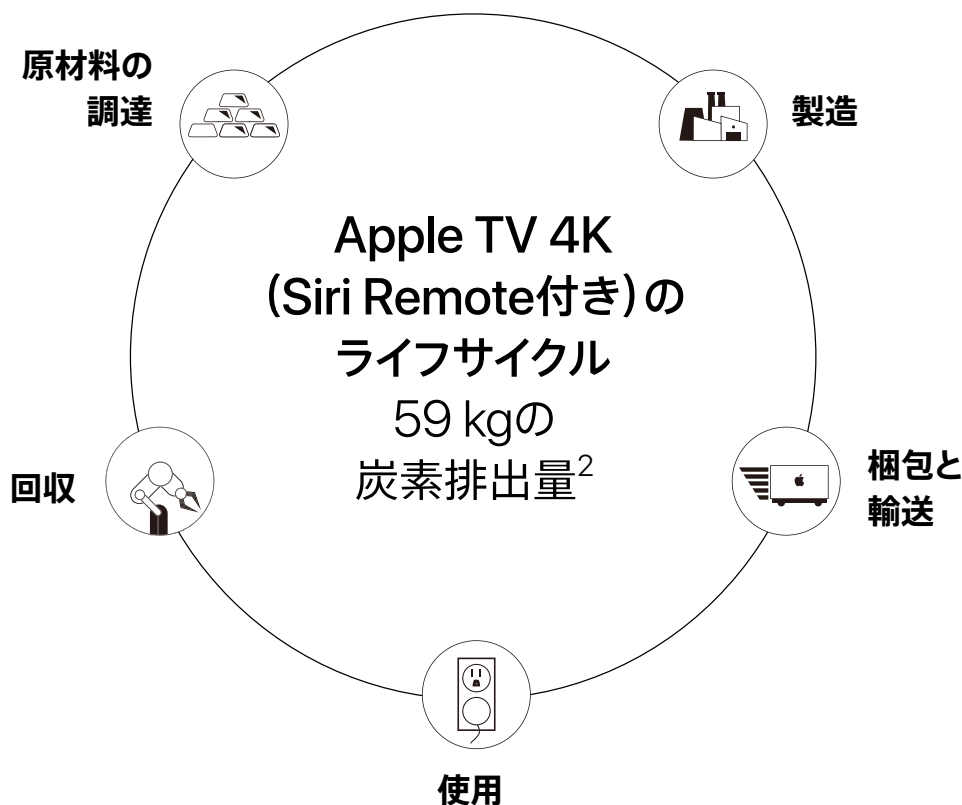 原材料の
調達
製造
Apple TV 4K
(Siri Remote付き)の
ライフサイクル
59 kgの
炭素排出量2
回収
梱包と
輸送
使用